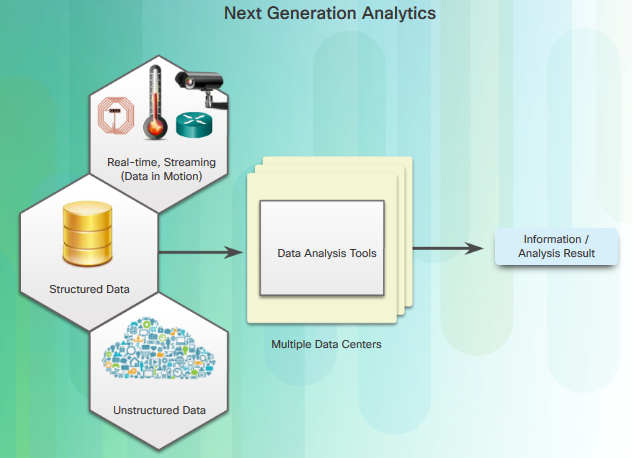 Next Generation Analytics
Real-time, Streaming
(Data in Motion)
Structured Data
Unstructured Data
Data Analysis Tools
Multiple Data Centers
Information /
Analysis Result